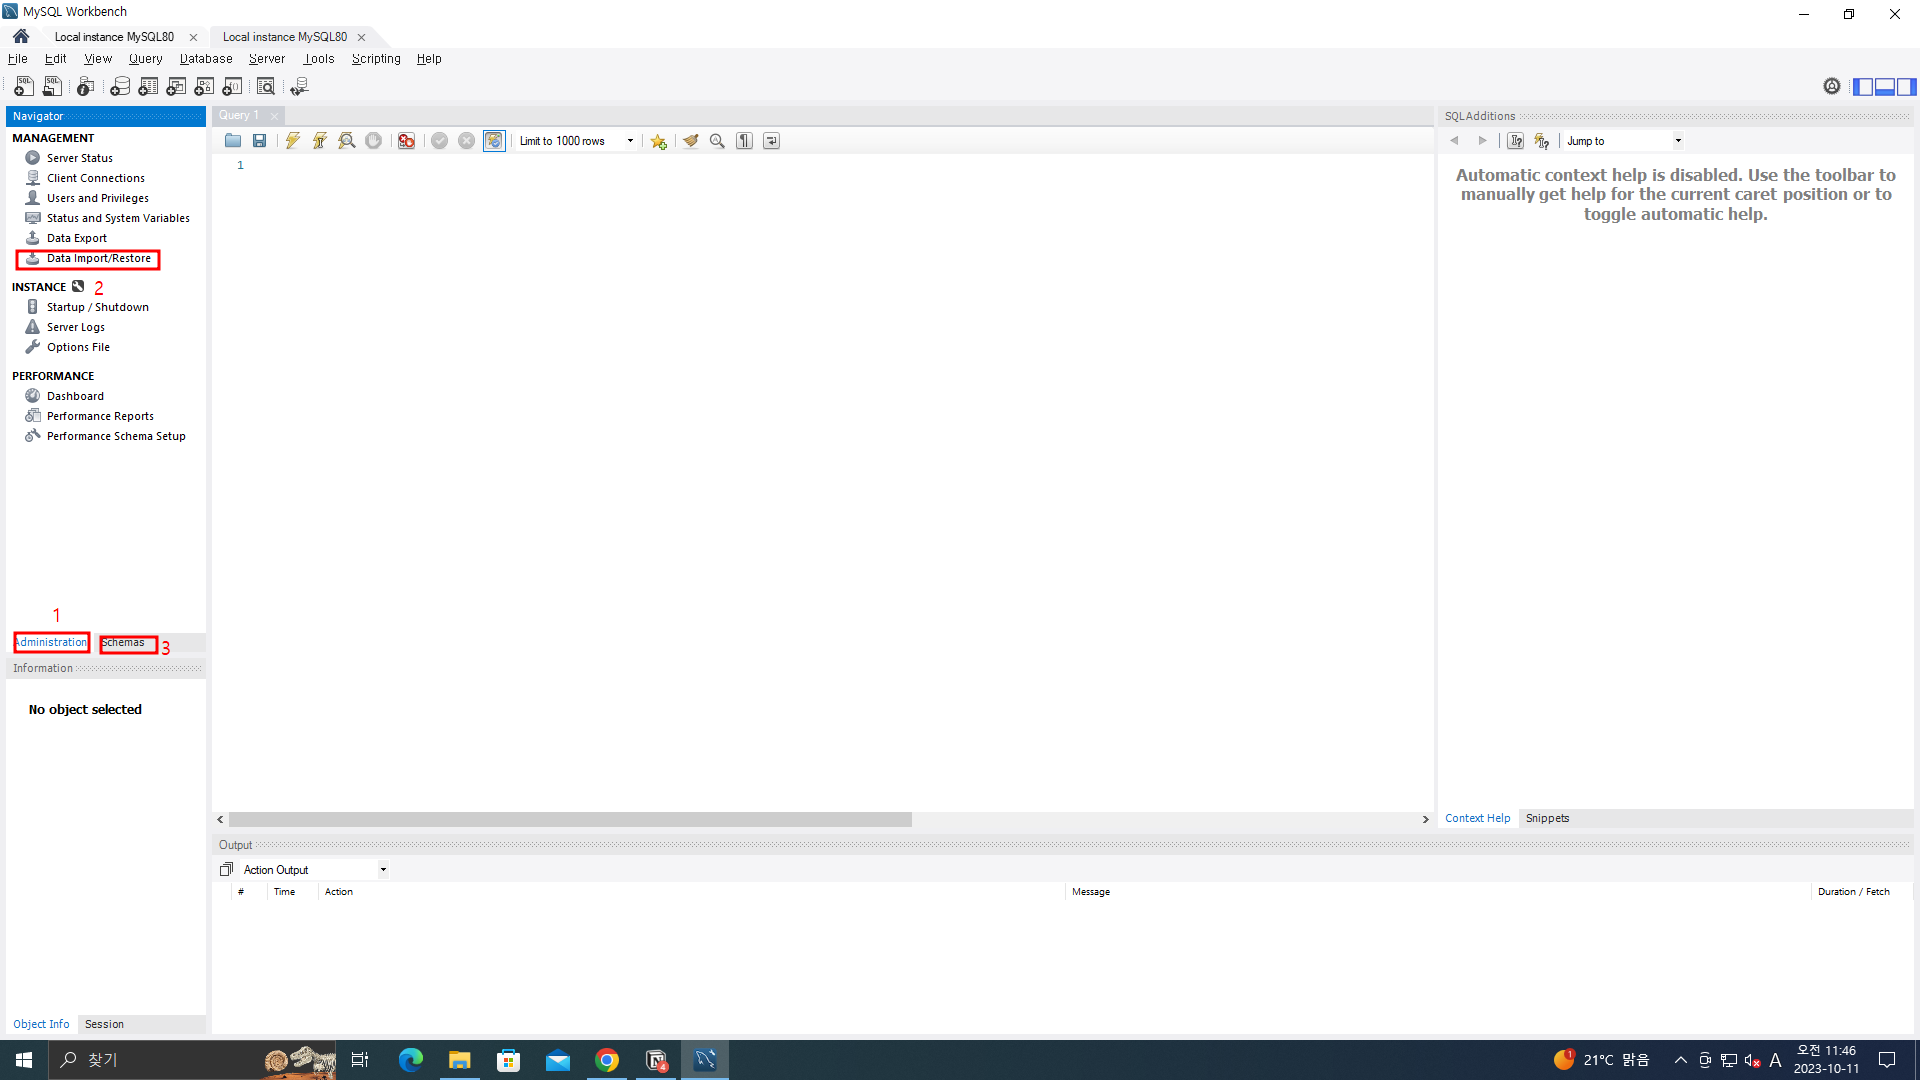 MySQL Workbench
Local instance MySQL80
Local instance MySQL80
File Edit View Query Database Server Tools Scripting Help
Navigator
MANAGEMENT
Server Status
Client Connections
Users and Privileges
Status and System Variables
Data Export
Data Import/Restore
INSTANCE
2
Startup / Shutdown
Server Logs
Options File
PERFORMANCE
Dashboard
Performance Reports
Performance Schema Setup
1
Administration
Schemas
3
Information
No object selected
Object Info
Session
Query 1
Limit to 1000 rows
1
SQLAdditions
Jump to
Automatic context help is disabled. Use the toolbar to
manually get help for the current caret position or to
toggle automatic help.
Context Help
Snippets
Output
Action Output
# Time Action Message Duration / Fetch
찾기
4
1
21°C 맑음
A
오전 11:46
2023-10-11